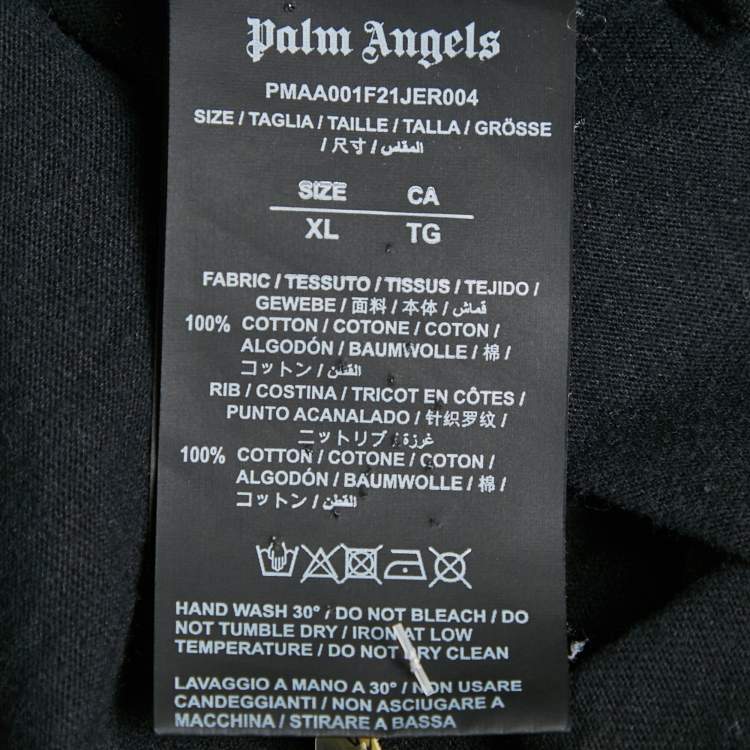 Palm Angels
PMAA001F21JER004
SIZE / TAGLIA / TAILLE / TALLA / GRÖSSE
/ 尺寸 / المقاس
SIZE CA
XL TG
FABRIC / TESSUTO / TISSUS / TEJIDO /
GEWEBE / 面料 / 本体 / قماش
100% COTTON / COTONE / COTON /
ALGODÓN / BAUMWOLLE / 棉 /
コットン / القطن
RIB / COSTINA / TRICOT EN CÔTES /
PUNTO ACANALADO / 针织罗纹 /
ニットリブ / غرزة
100% COTTON / COTONE / COTON /
ALGODÓN / BAUMWOLLE / 棉 /
コットン / القطن
HAND WASH 30° / DO NOT BLEACH / DO
NOT TUMBLE DRY / IRON AT LOW
TEMPERATURE / DO NOT DRY CLEAN
LAVAGGIO A MANO A 30° / NON USARE
CANDEGGIANTI / NON ASCIUGARE A
MACCHINA / STIRARE A BASSA